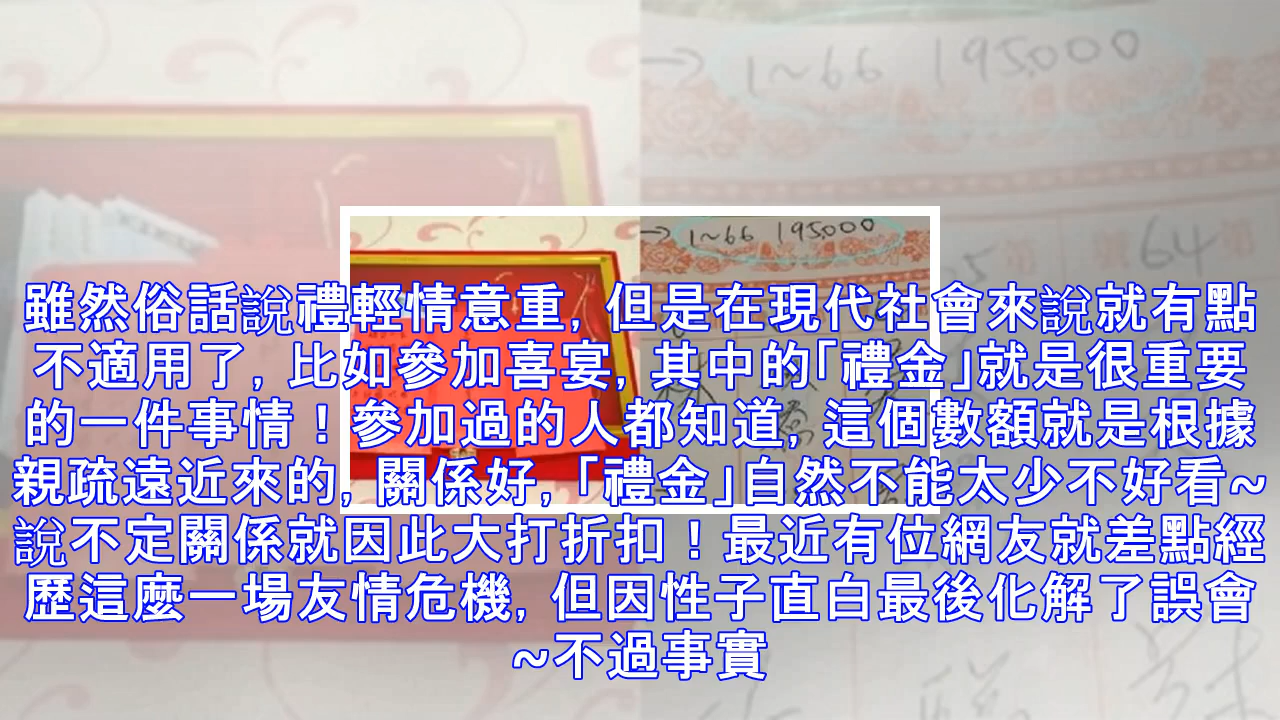 → 1~66 195000
→ 1~66 195000
64
雖然俗話說禮輕情意重, 但是在現代社會來說就有點
不適用了, 比如參加喜宴, 其中的「禮金」就是很重要
的一件事情！參加過的人都知道, 這個數額就是根據
親疏遠近來的, 關係好, 「禮金」自然不能太少不好看~
說不定關係就因此大打折扣！最近有位網友就差點經
歷這麼一場友情危機, 但因性子直白最後化解了誤會
~不過事實